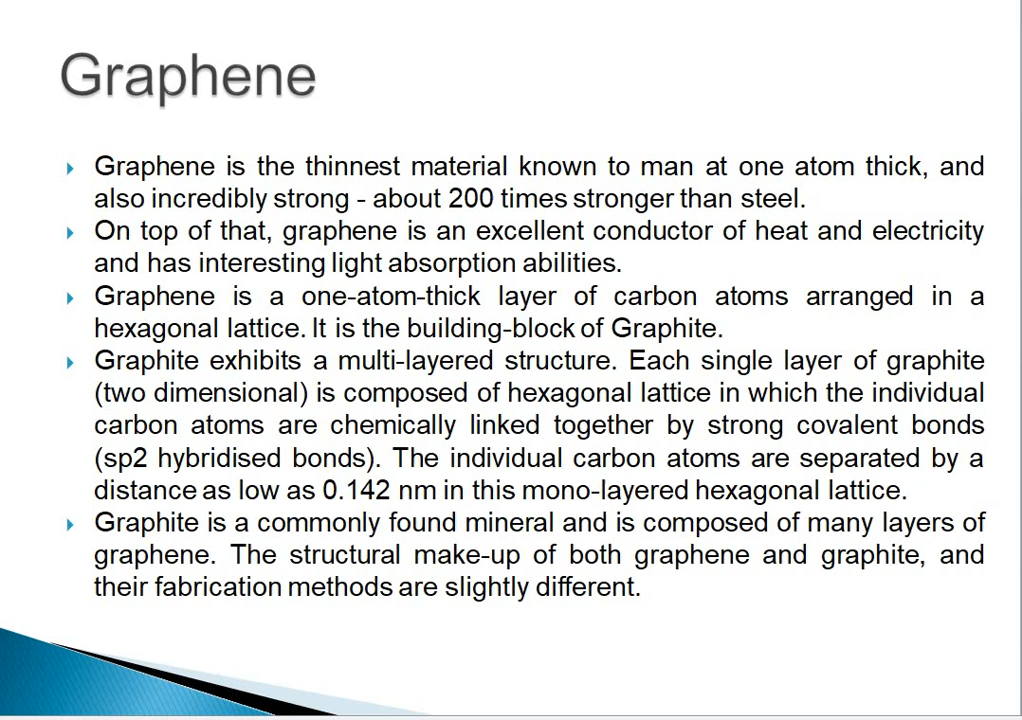 Graphene
Graphene is the thinnest material known to man at one atom thick, and
also incredibly strong - about 200 times stronger than steel.
On top of that, graphene is an excellent conductor of heat and electricity
and has interesting light absorption abilities.
Graphene is a one-atom-thick layer of carbon atoms arranged in a
hexagonal lattice. It is the building-block of Graphite.
Graphite exhibits a multi-layered structure. Each single layer of graphite
(two dimensional) is composed of hexagonal lattice in which the individual
carbon atoms are chemically linked together by strong covalent bonds
(sp2 hybridised bonds). The individual carbon atoms are separated by a
distance as low as 0.142 nm in this mono-layered hexagonal lattice.
Graphite is a commonly found mineral and is composed of many layers of
graphene. The structural make-up of both graphene and graphite, and
their fabrication methods are slightly different.